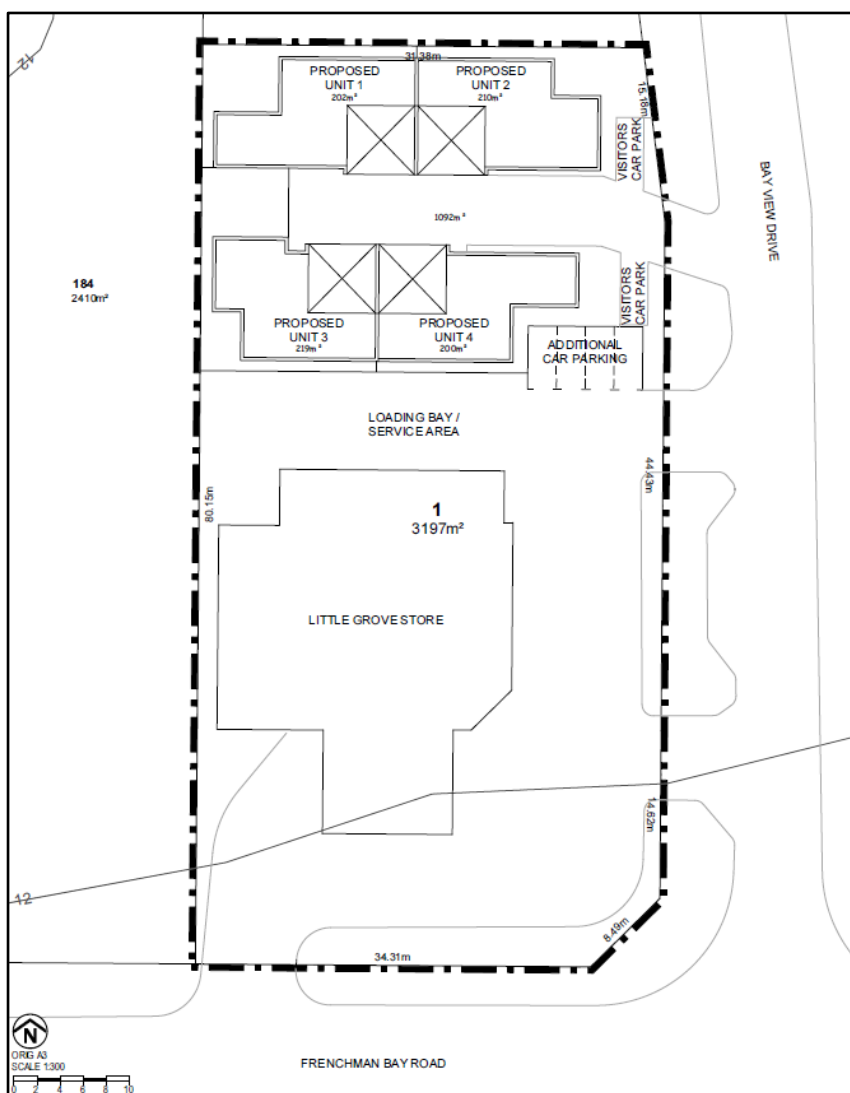 12
31.38m
PROPOSED
UNIT 1
202m²
PROPOSED
UNIT 2
210m²
15.18m
VISITORS
CAR PARK
BAY VIEW DRIVE
1092m²
184
2410m²
VISITORS
CAR PARK
PROPOSED
UNIT 3
219m²
PROPOSED
UNIT 4
200m²
ADDITIONAL
CAR PARKING
LOADING BAY /
SERVICE AREA
80.15m
44.43m
1
3197m²
LITTLE GROVE STORE
14.62m
12
8.49m
34.31m
N
ORIG A3
SCALE 1:300
0 2 4 6 8 10
FRENCHMAN BAY ROAD